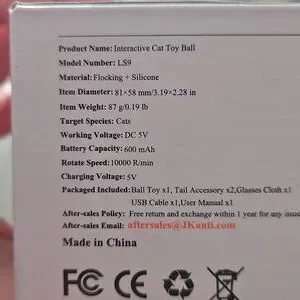 Product Name: Interactive Cat Toy Ball
Model Number: LS9
Material: Flocking + Silicone
Item Diameter: 81×58 mm/3.19×2.28 in
Item Weight: 87 g/0.19 lb
Target Species: Cats
Working Voltage: DC 5V
Battery Capacity: 600 mAh
Rotate Speed: 10000 R/min
Charging Voltage: 5V
Packaged Included: Ball Toy x1, Tail Accessory x2, Glasses Cloth x1
USB Cable x1, User Manual x1
After-sales Policy: Free return and exchange within 1 year for any issue
After-sales Email: aftersales@JKanti.com
Made in China
FC CE